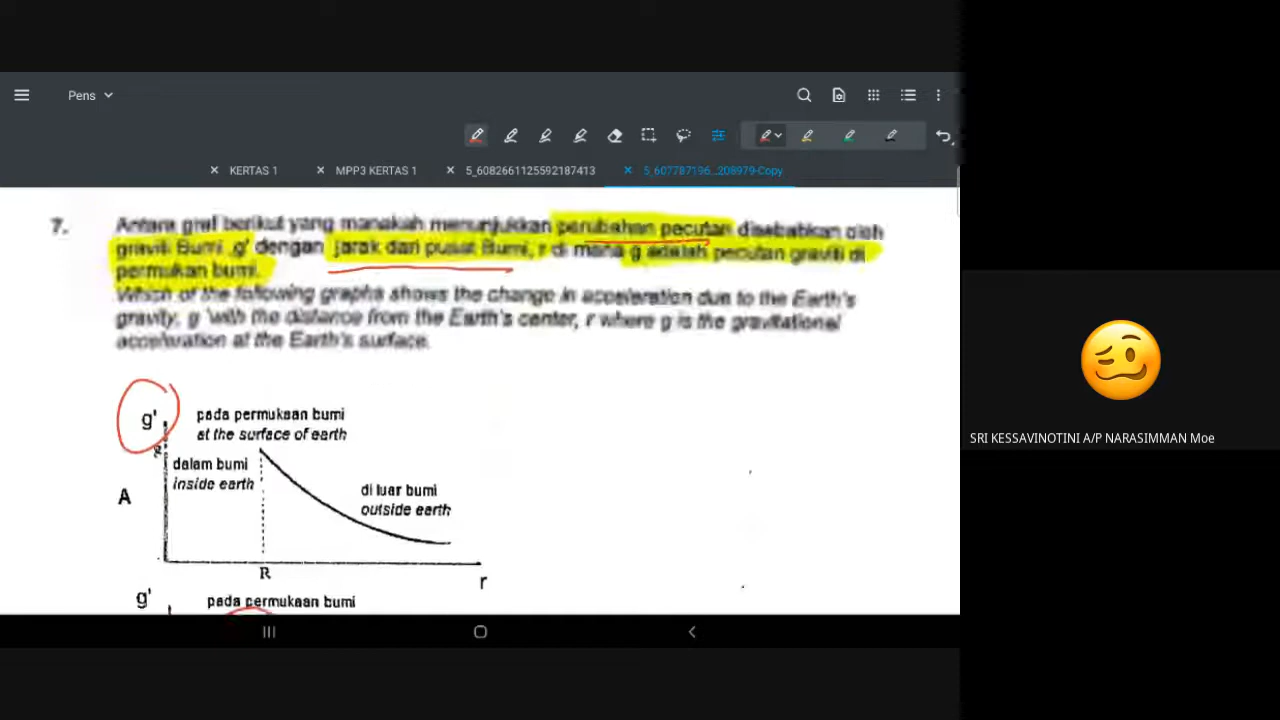 Pens
KERTAS 1
MPP3 KERTAS 1
5_6082661125592187413
5_607787196...208979-Copy
7. Antara graf berikut yang manakah menunjukkan perubahan pecutan disebabkan oleh
graviti Bumi ,g' dengan jarak dari pusat Bumi, r di mana g adalah pecutan graviti di
permukan bumi.
Which of the following graphs shows the change in acceleration due to the Earth's
gravity, g 'with the distance from the Earth's center, r where g is the gravitational
acceleration at the Earth's surface.
g'
pada permukaan bumi
at the surface of earth
g
dalam bumi
inside earth
di luar bumi
outside earth
A
R
r
g'
pada permukaan bumi
SRI KESSAVINOTINI A/P NARASIMMAN Moe